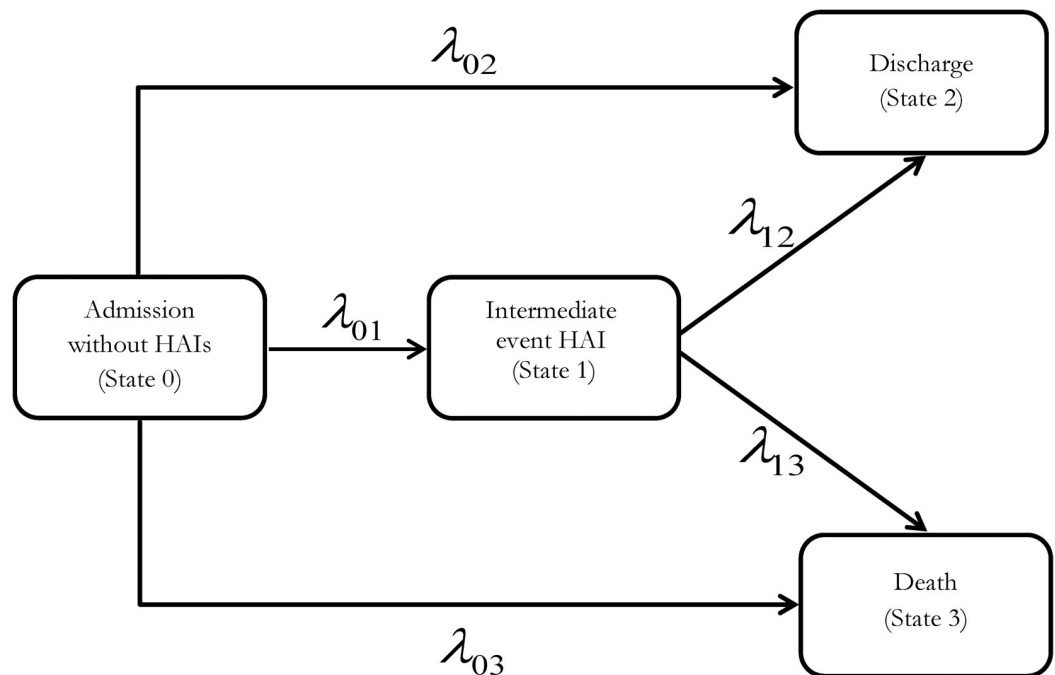 λ02
Discharge
(State 2)
λ12
Admission
without HAIs
(State 0)
λ01
Intermediate
event HAI
(State 1)
λ13
Death
(State 3)
λ03